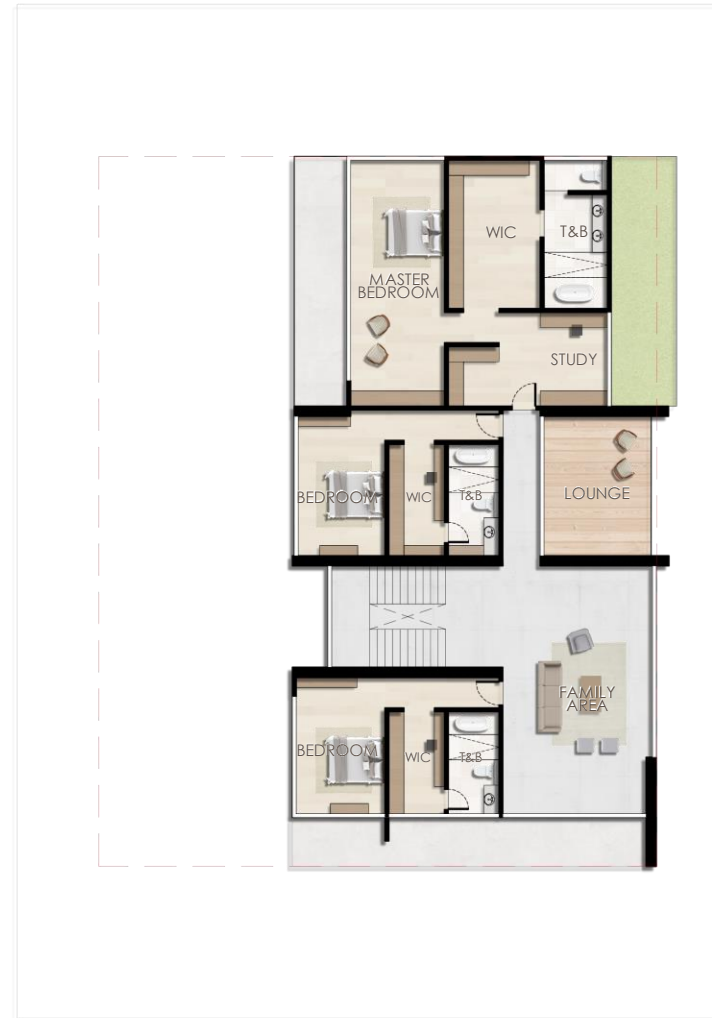 WIC
T&B
MASTER
BEDROOM
STUDY
BEDROOM
WIC
T&B
LOUNGE
FAMILY
AREA
BEDROOM
WIC
T&B